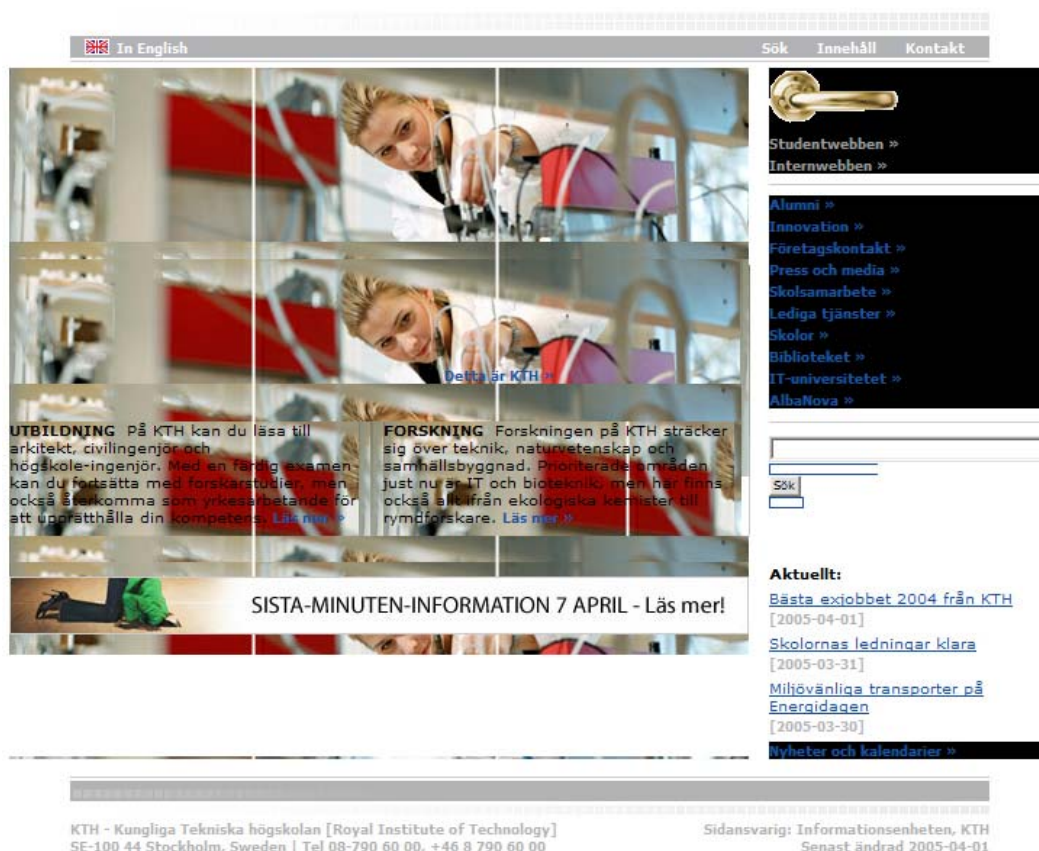 In English
Sök Innehåll Kontakt
Studentwebben »
Internwebben »
Alumni »
Innovation »
Företagskontakt »
Press och media »
Skolsamarbete »
Lediga tjänster »
Skolor »
Biblioteket »
IT-universitetet »
AlbaNova »
Detta är KTH »
UTBILDNING På KTH kan du läsa till
arkitekt, civilingenjör och
högskole-ingenjör. Med en färdig examen
kan du fortsätta med forskarstudier, men
också återkomma som yrkesarbetande för
att upprätthålla din kompetens. Läs mer »
FORSKNING Forskningen på KTH sträcker
sig över teknik, naturvetenskap och
samhällsbyggnad. Prioriterade områden
just nu är IT och bioteknik, men här finns
också allt ifrån ekologiska kemister till
rymdforskare. Läs mer »
Sök
SISTA-MINUTEN-INFORMATION 7 APRIL - Läs mer!
Aktuellt:
Bästa exjobbet 2004 från KTH
[2005-04-01]
Skolornas ledningar klara
[2005-03-31]
Miljövänliga transporter på
Energidagen
[2005-03-30]
Nyheter och kalendarier »
KTH - Kungliga Tekniska högskolan [Royal Institute of Technology]
SE-100 44 Stockholm, Sweden | Tel 08-790 60 00, +46 8 790 60 00
Sidansvarig: Informationsenheten, KTH
Senast ändrad 2005-04-01